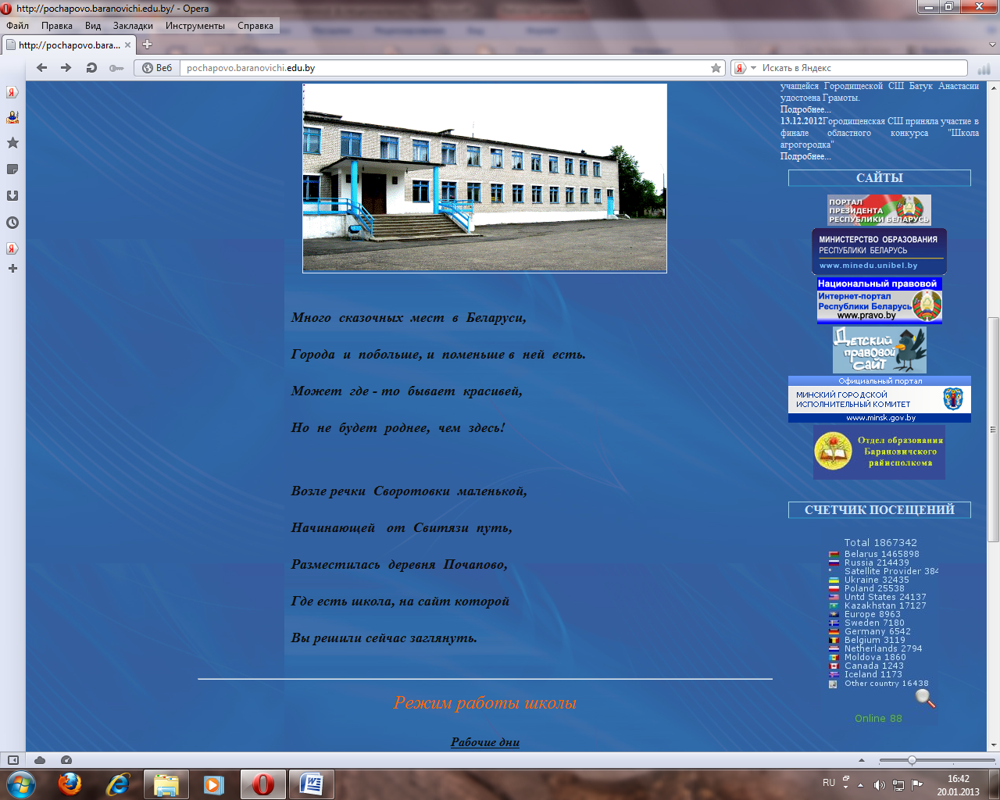 http://pochapovo.baranovichi.edu.by/ - Opera
Файл Правка Вид Закладки Инструменты Справка
http://pochapovo.bara...
Веб pochapovo.baranovichi.edu.by Искать в Яндекс
учащейся Городищеской СШ Батук Анастасии
удостоена Грамоты.
Подробнее...
13.12.2012Городищенская СШ приняла участие в
финале областного конкурса "Школа
агрогородка"
Подробнее...
САЙТЫ
ПОРТАЛ
ПРЕЗИДЕНТА
РЕСПУБЛИКИ БЕЛАРУСЬ
МИНИСТЕРСТВО ОБРАЗОВАНИЯ
РЕСПУБЛИКИ БЕЛАРУСЬ
www.minedu.unibel.by
Национальный правовой
Интернет-портал
Республики Беларусь
www.pravo.by
Детский
правовой
сайт
Официальный портал
МИНСКИЙ ГОРОДСКОЙ
ИСПОЛНИТЕЛЬНЫЙ КОМИТЕТ
www.minsk.gov.by
Отдел образования
Барановичского
райисполкома
СЧЕТЧИК ПОСЕЩЕНИЙ
Total 1867342
Belarus 1465898
Russia 214439
Satellite Provider 384
Ukraine 32435
Poland 25538
Untd States 24137
Kazakhstan 17127
Europe 8963
Sweden 7180
Germany 6542
Belgium 3119
Netherlands 2794
Moldova 1860
Canada 1243
Iceland 1173
Other country 16438
Online 88
Много сказочных мест в Беларуси,
Города и побольше, и поменьше в ней есть.
Может где - то бывает красивей,
Но не будет роднее, чем здесь!
Возле речки Своротовки маленькой,
Начинающей от Свитязи путь,
Разместилась деревня Почапово,
Где есть школа, на сайт которой
Вы решили сейчас заглянуть.
Режим работы школы
Рабочие дни
RU 16:42
20.01.2013